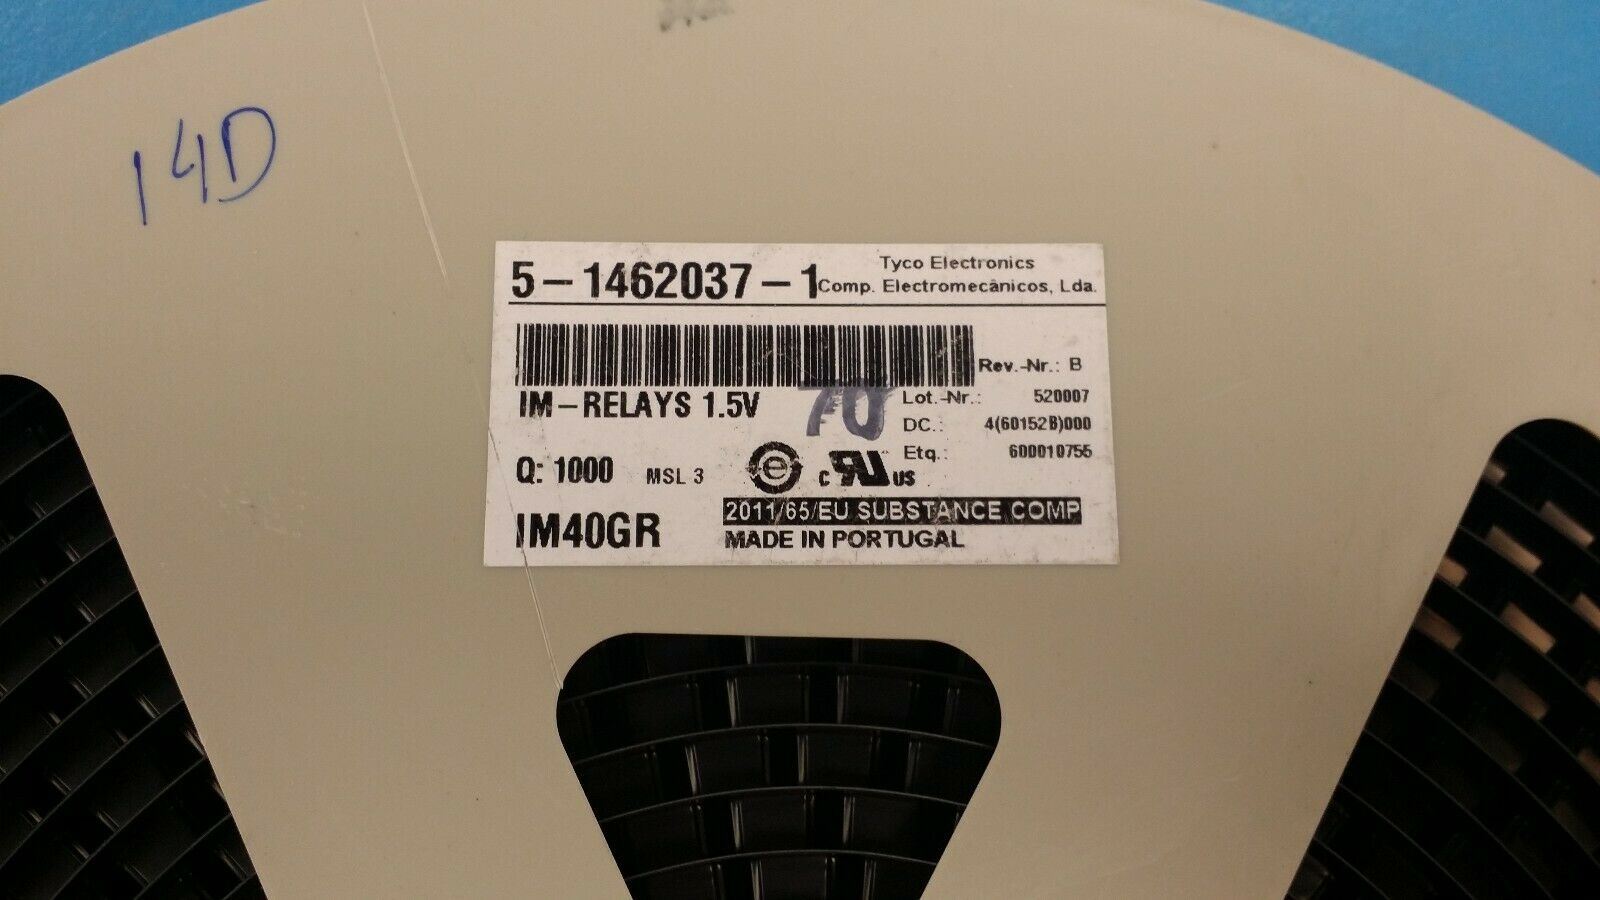 14D
5-1462037-1
Tyco Electronics
Comp. Electromecânicos, Lda.
Rev.-Nr.: B
IM-RELAYS 1.5V
70
Lot.-Nr.: 520007
DC.: 4(60152B)000
Etq.: 600010755
Q: 1000 MSL 3
e
c RU US
IM40GR
2011/65/EU SUBSTANCE COMP
MADE IN PORTUGAL